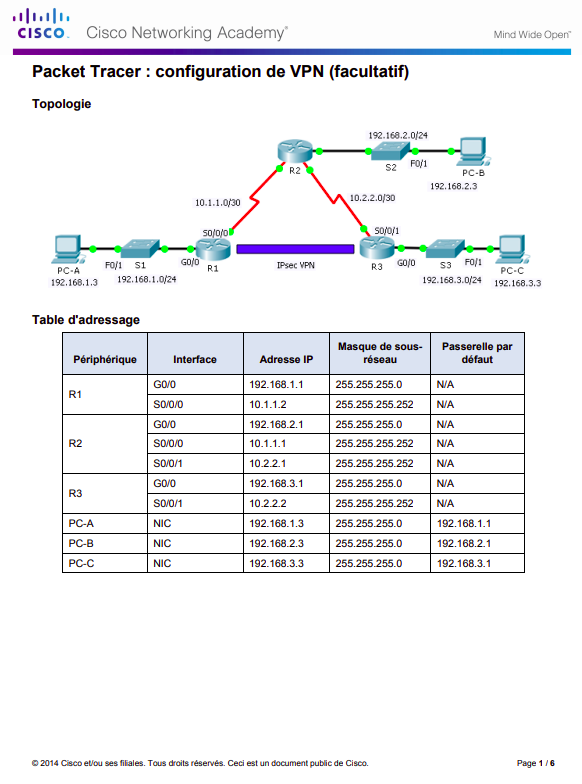 CISCO Cisco Networking Academy® Mind Wide Open®
Packet Tracer : configuration de VPN (facultatif)
Topologie
192.168.2.0/24
R2
S2
F0/1
PC-B
192.168.2.3
10.1.1.0/30
10.2.2.0/30
S0/0/0
S0/0/1
PC-A
F0/1
S1
G0/0
R1
IPsec VPN
R3
G0/0
S3
F0/1
PC-C
192.168.1.3
192.168.1.0/24
192.168.3.0/24
192.168.3.3
Table d'adressage
Périphérique Interface Adresse IP Masque de sous-réseau Passerelle par défaut
R1 G0/0 192.168.1.1 255.255.255.0 N/A
S0/0/0 10.1.1.2 255.255.255.252 N/A
R2 G0/0 192.168.2.1 255.255.255.0 N/A
S0/0/0 10.1.1.1 255.255.255.252 N/A
S0/0/1 10.2.2.1 255.255.255.252 N/A
R3 G0/0 192.168.3.1 255.255.255.0 N/A
S0/0/1 10.2.2.2 255.255.255.252 N/A
PC-A NIC 192.168.1.3 255.255.255.0 192.168.1.1
PC-B NIC 192.168.2.3 255.255.255.0 192.168.2.1
PC-C NIC 192.168.3.3 255.255.255.0 192.168.3.1
© 2014 Cisco et/ou ses filiales. Tous droits réservés. Ceci est un document public de Cisco. Page 1 / 6